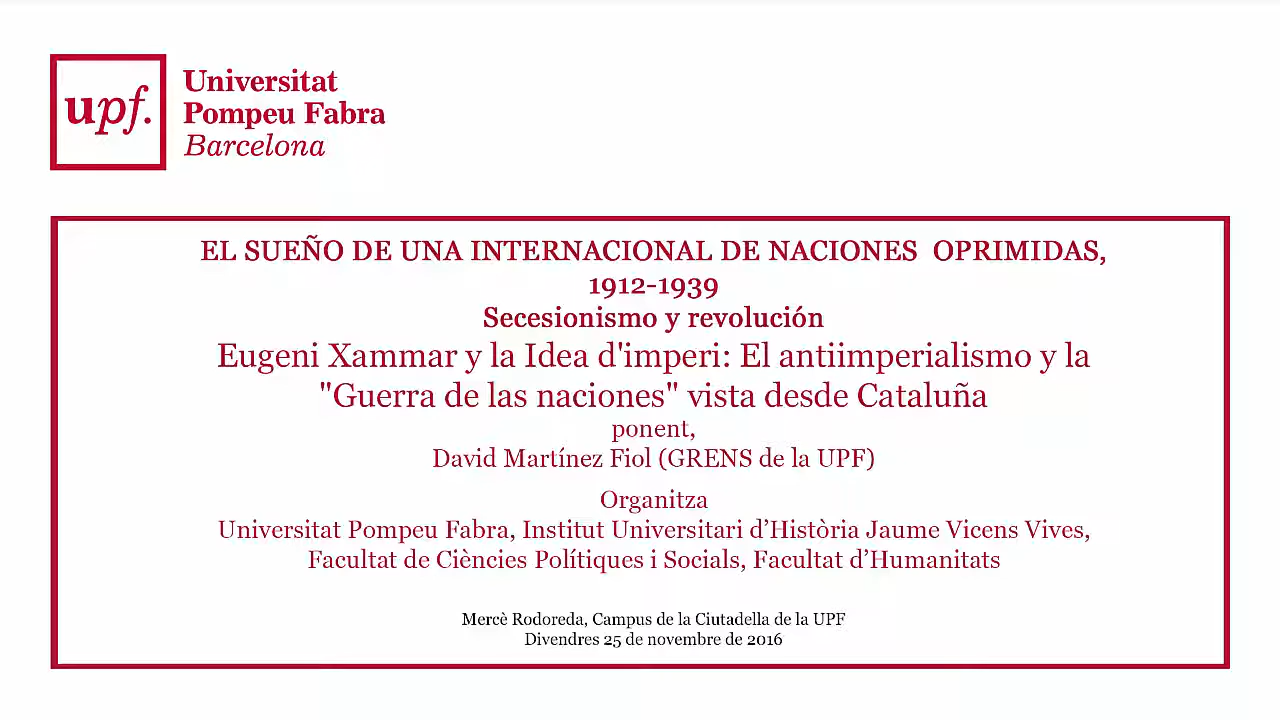 upf.
Universitat
Pompeu Fabra
Barcelona
EL SUEÑO DE UNA INTERNACIONAL DE NACIONES OPRIMIDAS,
1912-1939
Secesionismo y revolución
Eugeni Xammar y la Idea d'imperi: El antiimperialismo y la
"Guerra de las naciones" vista desde Cataluña
ponent,
David Martínez Fiol (GRENS de la UPF)
Organitza
Universitat Pompeu Fabra, Institut Universitari d’Història Jaume Vicens Vives,
Facultat de Ciències Polítiques i Socials, Facultat d’Humanitats
Mercè Rodoreda, Campus de la Ciutadella de la UPF
Divendres 25 de novembre de 2016